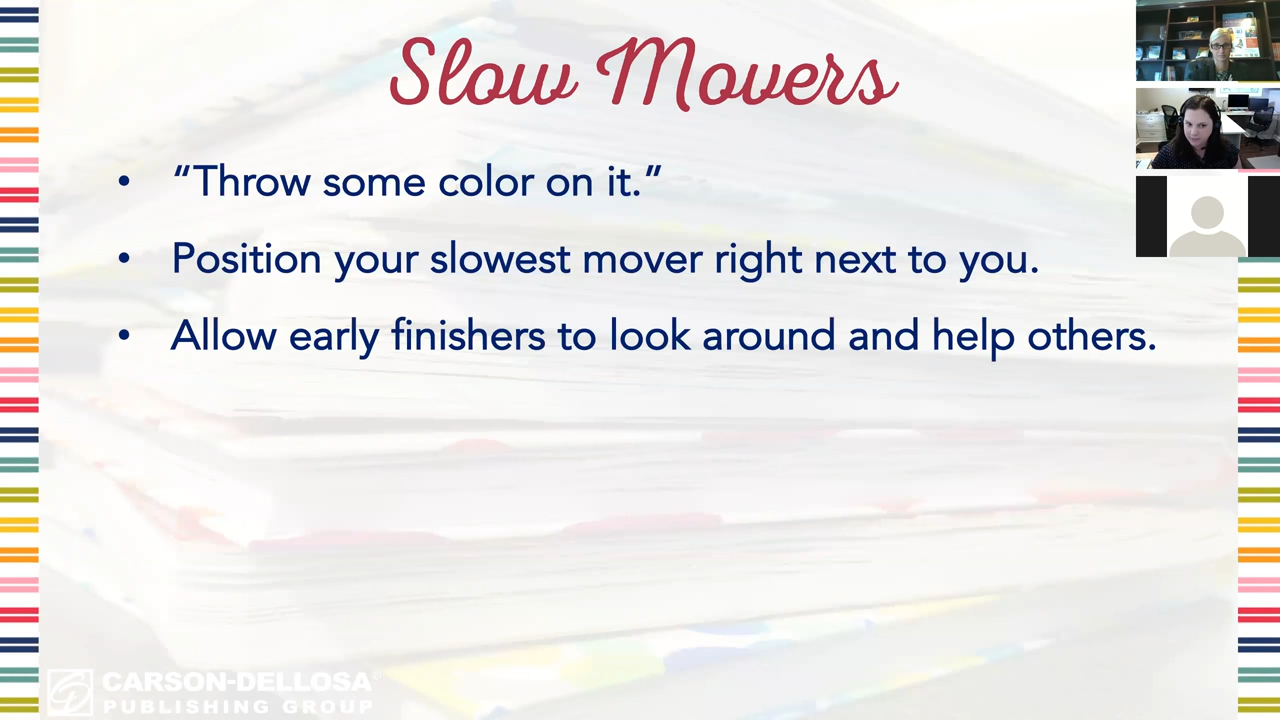 Slow Movers
• “Throw some color on it.”
• Position your slowest mover right next to you.
• Allow early finishers to look around and help others.
CARSON-DELLOSA
PUBLISHING GROUP